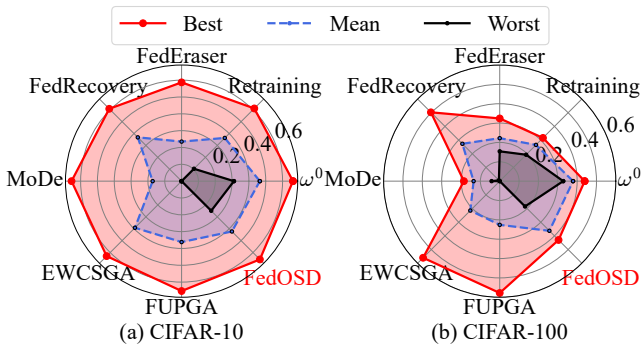 Best Mean Worst
FedEraser FedEraser
FedRecovery Retraining FedRecovery Retraining
0.6 0.6
0.4 0.4
0.2 0.2
MoDe ω⁰ MoDe ω⁰
EWCSGA FedOSD EWCSGA FedOSD
FUPGA FUPGA
(a) CIFAR-10 (b) CIFAR-100